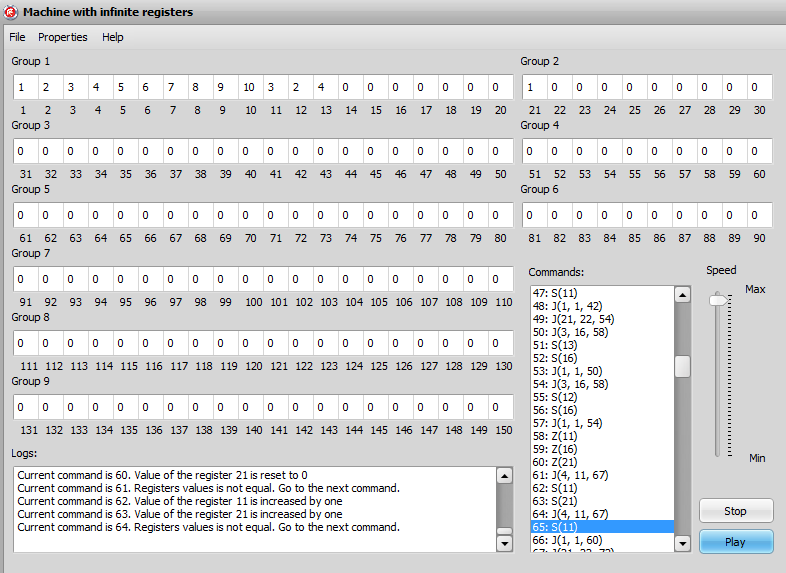 Machine with infinite registers
File Properties Help
Group 1 Group 2
1 2 3 4 5 6 7 8 9 10 3 2 4 0 0 0 0 0 0 0 1 0 0 0 0 0 0 0 0 0
1 2 3 4 5 6 7 8 9 10 11 12 13 14 15 16 17 18 19 20 21 22 23 24 25 26 27 28 29 30
Group 3 Group 4
0 0 0 0 0 0 0 0 0 0 0 0 0 0 0 0 0 0 0 0 0 0 0 0 0 0 0 0 0 0
31 32 33 34 35 36 37 38 39 40 41 42 43 44 45 46 47 48 49 50 51 52 53 54 55 56 57 58 59 60
Group 5 Group 6
0 0 0 0 0 0 0 0 0 0 0 0 0 0 0 0 0 0 0 0 0 0 0 0 0 0 0 0 0 0
61 62 63 64 65 66 67 68 69 70 71 72 73 74 75 76 77 78 79 80 81 82 83 84 85 86 87 88 89 90
Group 7
0 0 0 0 0 0 0 0 0 0 0 0 0 0 0 0 0 0 0 0
91 92 93 94 95 96 97 98 99 100 101 102 103 104 105 106 107 108 109 110
Group 8
0 0 0 0 0 0 0 0 0 0 0 0 0 0 0 0 0 0 0 0
111 112 113 114 115 116 117 118 119 120 121 122 123 124 125 126 127 128 129 130
Group 9
0 0 0 0 0 0 0 0 0 0 0 0 0 0 0 0 0 0 0 0
131 132 133 134 135 136 137 138 139 140 141 142 143 144 145 146 147 148 149 150
Logs:
Current command is 60. Value of the register 21 is reset to 0
Current command is 61. Registers values is not equal. Go to the next command.
Current command is 62. Value of the register 11 is increased by one
Current command is 63. Value of the register 21 is increased by one
Current command is 64. Registers values is not equal. Go to the next command.
Commands:
47: S(11)
48: J(1, 1, 42)
49: J(21, 22, 54)
50: J(3, 16, 58)
51: S(13)
52: S(16)
53: J(1, 1, 50)
54: J(3, 16, 58)
55: S(12)
56: S(16)
57: J(1, 1, 54)
58: Z(11)
59: Z(16)
60: Z(21)
61: J(4, 11, 67)
62: S(11)
63: S(21)
64: J(4, 11, 67)
65: S(11)
66: J(1, 1, 60)
67: J(21, 22, 72)
Speed
Max
Min
Stop
Play